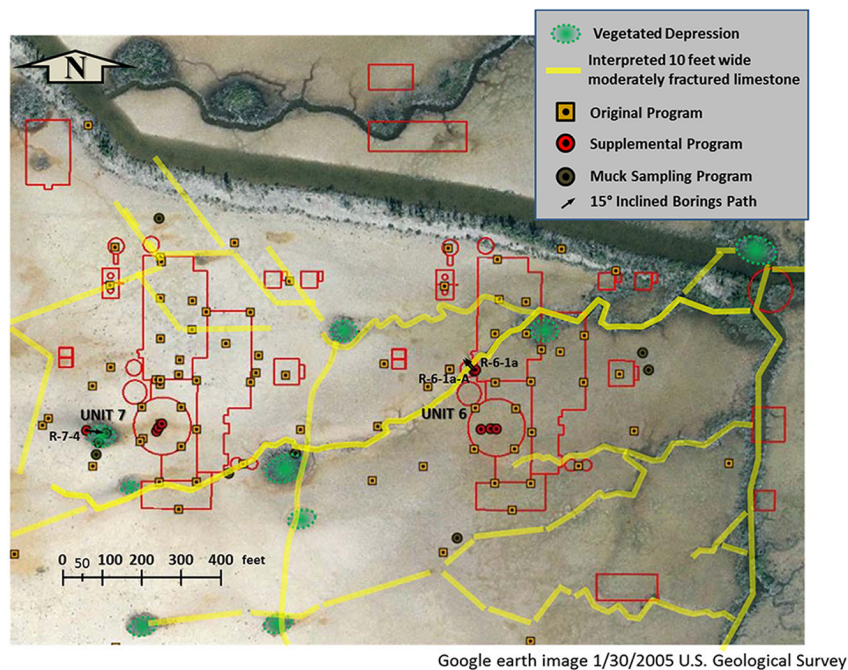 N
Vegetated Depression
Interpreted 10 feet wide
moderately fractured limestone
Original Program
Supplemental Program
Muck Sampling Program
15° Inclined Borings Path
R-6-1a
R-6-1a-A
UNIT 7
UNIT 6
R-7-4
0 50 100 200 300 400 feet
Google earth image 1/30/2005 U.S. Geological Survey